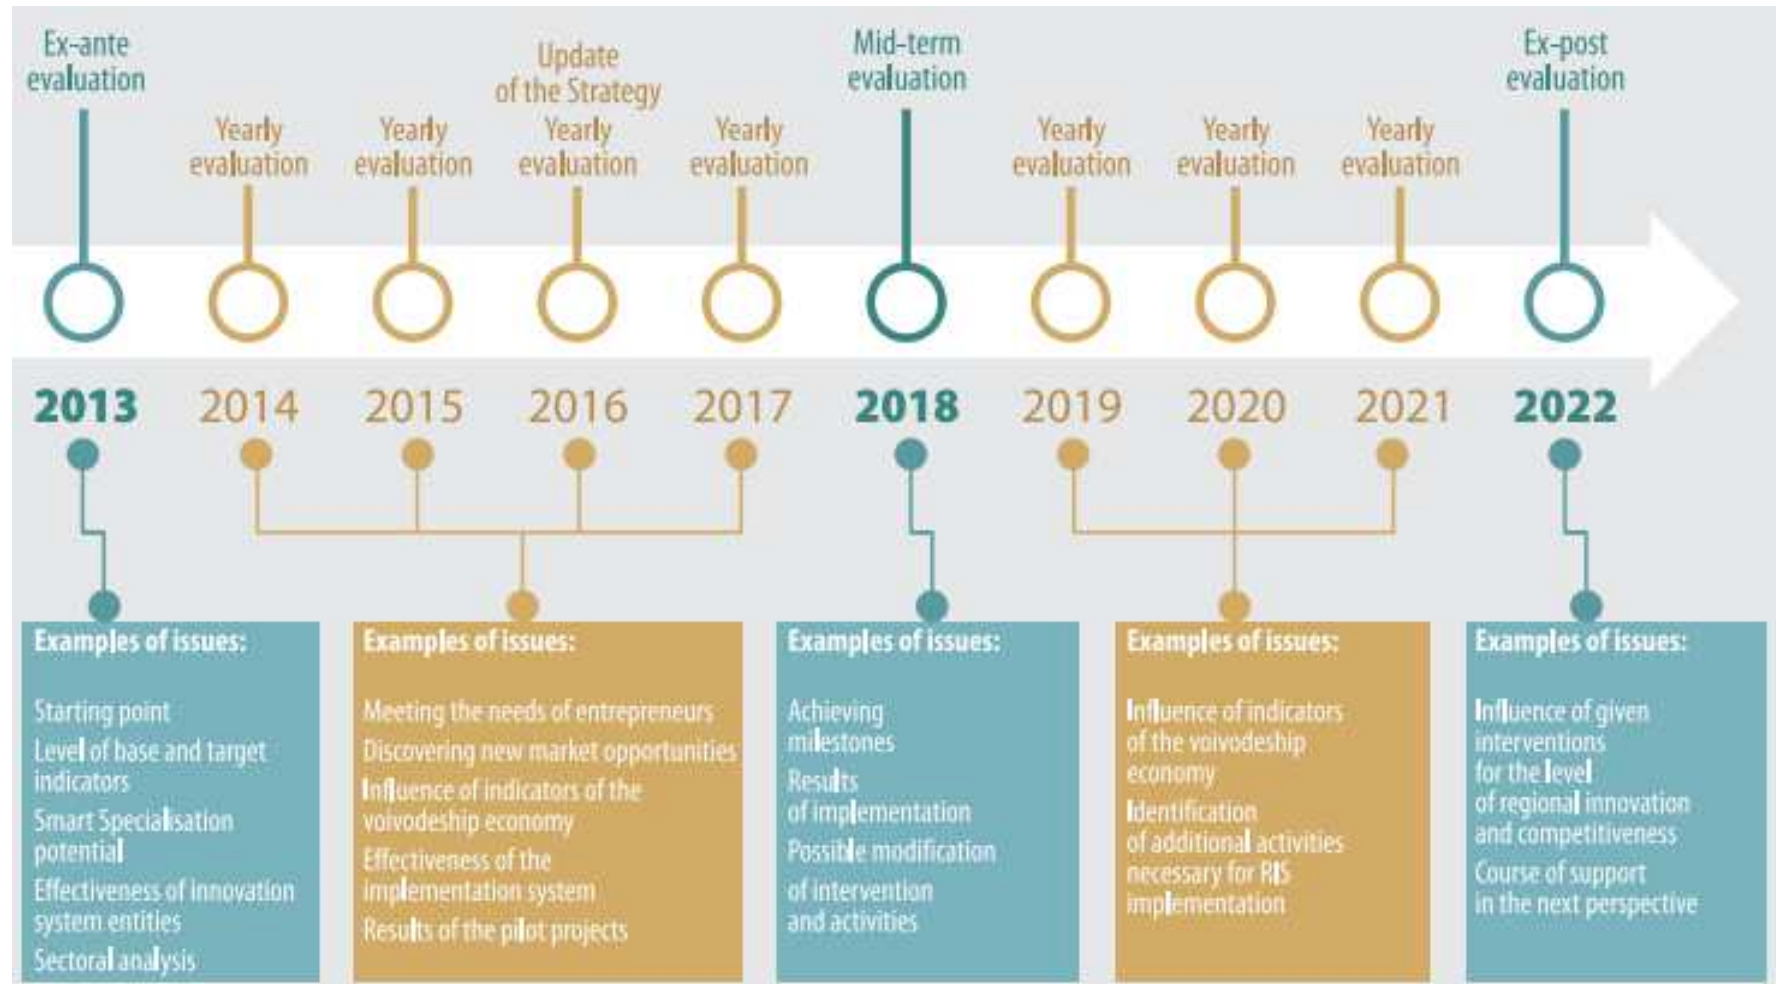 Ex-ante
evaluation
Yearly
evaluation
Yearly
evaluation
Update
of the Strategy
Yearly
evaluation
Yearly
evaluation
Mid-term
evaluation
Yearly
evaluation
Yearly
evaluation
Yearly
evaluation
Ex-post
evaluation
2013
2014
2015
2016
2017
2018
2019
2020
2021
2022
Examples of issues:
Starting point
Level of base and target
indicators
Smart Specialisation
potential
Effectiveness of innovation
system entities
Sectoral analysis
Examples of issues:
Meeting the needs of entrepreneurs
Discovering new market opportunities
Influence of indicators of the
voivodeship economy
Effectiveness of the
implementation system
Results of the pilot projects
Examples of issues:
Achieving
milestones
Results
of implementation
Possible modification
of intervention
and activities
Examples of issues:
Influence of indicators
of the voivodeship
economy
Identification
of additional activities
necessary for RIS
implementation
Examples of issues:
Influence of given
interventions
for the level
of regional innovation
and competitiveness
Course of support
in the next perspective